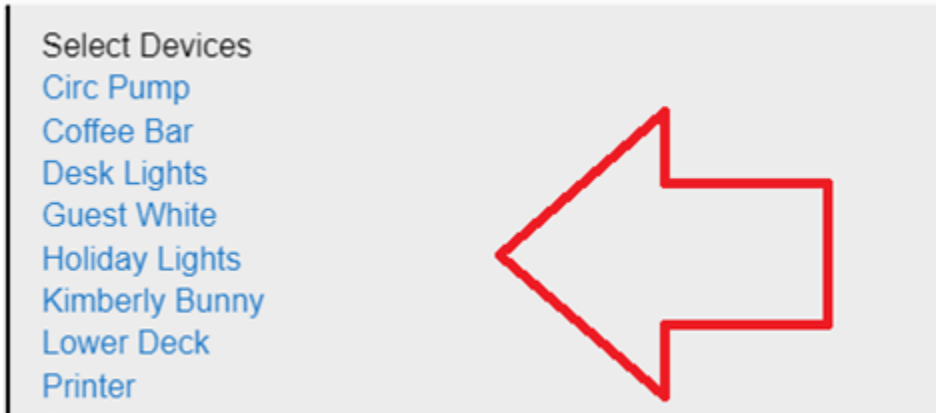 Select Devices
Circ Pump
Coffee Bar
Desk Lights
Guest White
Holiday Lights
Kimberly Bunny
Lower Deck
Printer